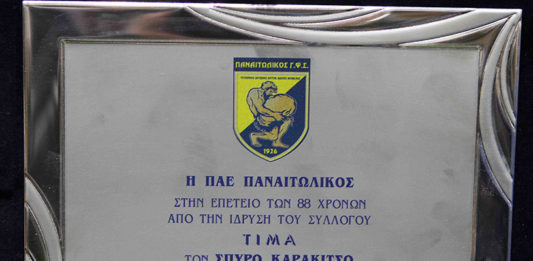 ΠΑΝΑΙΤΩΛΙΚΟΣ Γ.Φ.Σ.
1926
Η ΠΑΕ ΠΑΝΑΙΤΩΛΙΚΟΣ
ΣΤΗΝ ΕΠΕΤΕΙΟ ΤΩΝ 88 ΧΡΟΝΩΝ
ΑΠΟ ΤΗΝ ΙΔΡΥΣΗ ΤΟΥ ΣΥΛΛΟΓΟΥ
ΤΙΜΑ
ΤΟΝ ΣΠΥΡΟ ΚΑΡΑΚΙΤΣΟ